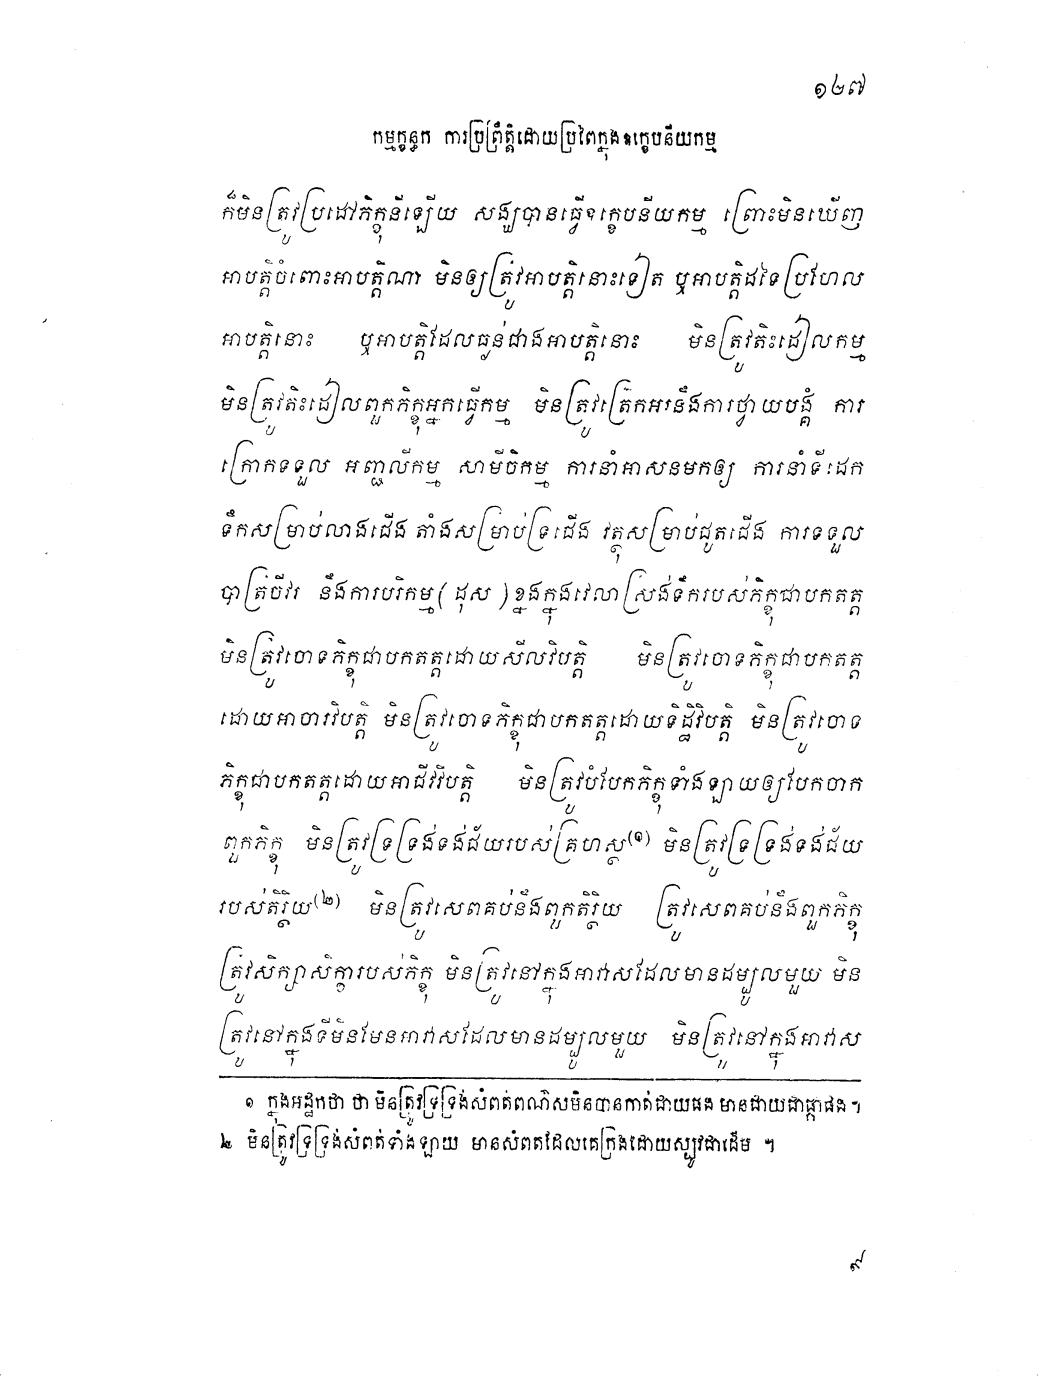 ១២៧
កម្មក្ខន្ធក ការប្រព្រឹត្តិដោយប្រពៃក្នុងឧក្ខេបនីយកម្ម
ក៏មិនត្រូវប្រដៅភិក្ខុនីឡើយ សង្ឃបានធ្វើឧក្ខេបនីយកម្ម ព្រោះមិនឃើញ
អាបត្តិចំពោះអាបត្តិណា មិនឲ្យត្រូវអាបត្តិនោះទៀត ឬអាបត្តិដទៃប្រហែល
អាបត្តិនោះ ឬអាបត្តិដែលធ្ងន់ជាងអាបត្តិនោះ មិនត្រូវតិះដៀលកម្ម
មិនត្រូវតិះដៀលពួកភិក្ខុអ្នកធ្វើកម្ម មិនត្រូវត្រេកអរនឹងការថ្វាយបង្គំ ការ
ក្រោកទទួល អញ្ជលីកម្ម សាមីចិកម្ម ការនាំអាសនមកឲ្យ ការនាំទីដេក
ទឹកសម្រាប់លាងជើង តាំងសម្រាប់ទ្រជើង វត្ថុសម្រាប់ជូតជើង ការទទួល
បាត្រចីវរ នឹងការបរិកម្ម ( ដុស ) ខ្នងក្នុងវេលាស្រង់ទឹករបស់ភិក្ខុជាបកតត្ត
មិនត្រូវចោទភិក្ខុជាបកតត្តដោយសីលវិបត្តិ មិនត្រូវចោទភិក្ខុជាបកតត្ត
ដោយអាចារវិបត្តិ មិនត្រូវចោទភិក្ខុជាបកតត្តដោយទិដ្ឋិវិបត្តិ មិនត្រូវចោទ
ភិក្ខុជាបកតត្តដោយអាជីវវិបត្តិ មិនត្រូវបំបែកភិក្ខុទាំងឡាយឲ្យបែកចាក
ពួកភិក្ខុ មិនត្រូវទ្រទ្រង់ទង់ជ័យរបស់គ្រហស្ថ(១) មិនត្រូវទ្រទ្រង់ទង់ជ័យ
របស់តិរ្ថិយ(២) មិនត្រូវសេពគប់នឹងពួកតិរ្ថិយ ត្រូវសេពគប់នឹងពួកភិក្ខុ
ត្រូវសិក្សាសិក្ខារបស់ភិក្ខុ មិនត្រូវនៅក្នុងអាវាសដែលមានដម្បូលមួយ មិន
ត្រូវនៅក្នុងទីមិនមែនអាវាសដែលមានដម្បូលមួយ មិនត្រូវនៅក្នុងអាវាស
១ ក្នុងអដ្ឋកថា ថា មិនត្រូវទ្រទ្រង់សំពត់ពណ៌សមិនបានកាត់ជាយផង មានជាយជាផ្កាផង។
២ មិនត្រូវទ្រទ្រង់សំពត់ទាំងឡាយ មានសំពតដែលគេក្រងដោយស្បូវជាដើម ។
៩